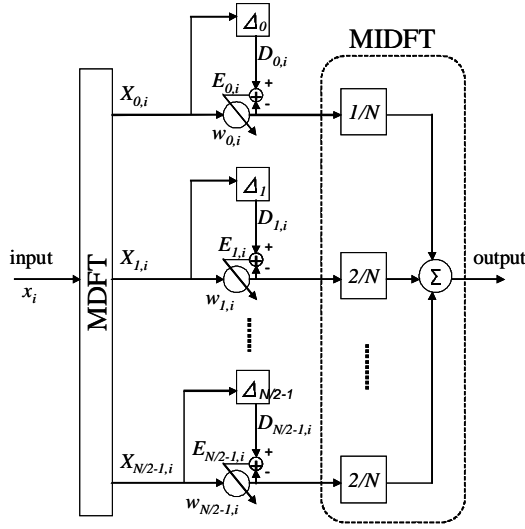 Δ0
D0,i
MIDFT
X0,i
E0,i
+
-
w0,i
1/N
Δ1
D1,i
input
xi
MDFT
X1,i
E1,i
+
-
w1,i
2/N
Σ
output
ΔN/2-1
DN/2-1,i
XN/2-1,i
EN/2-1,i
+
-
wN/2-1,i
2/N